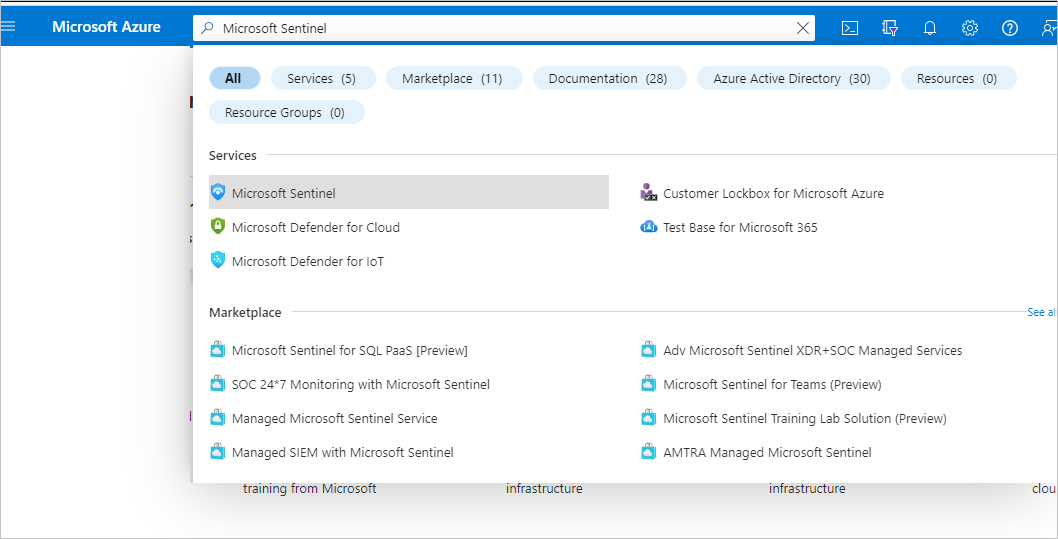 Microsoft Azure
Microsoft Sentinel
All Services (5) Marketplace (11) Documentation (28) Azure Active Directory (30) Resources (0)
Resource Groups (0)
Services
Microsoft Sentinel Customer Lockbox for Microsoft Azure
Microsoft Defender for Cloud Test Base for Microsoft 365
Microsoft Defender for IoT
Marketplace See al
Microsoft Sentinel for SQL PaaS [Preview] Adv Microsoft Sentinel XDR+SOC Managed Services
SOC 24*7 Monitoring with Microsoft Sentinel Microsoft Sentinel for Teams (Preview)
Managed Microsoft Sentinel Service Microsoft Sentinel Training Lab Solution (Preview)
Managed SIEM with Microsoft Sentinel AMTRA Managed Microsoft Sentinel
training from Microsoft infrastructure infrastructure clou